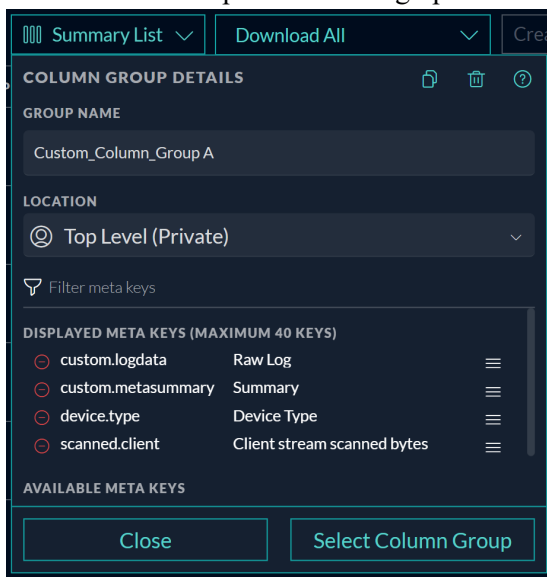 Summary List
Download All
Crea
COLUMN GROUP DETAILS
GROUP NAME
Custom_Column_Group A
LOCATION
Top Level (Private)
Filter meta keys
DISPLAYED META KEYS (MAXIMUM 40 KEYS)
custom.logdata Raw Log
custom.metasummary Summary
device.type Device Type
scanned.client Client stream scanned bytes
AVAILABLE META KEYS
Close
Select Column Group